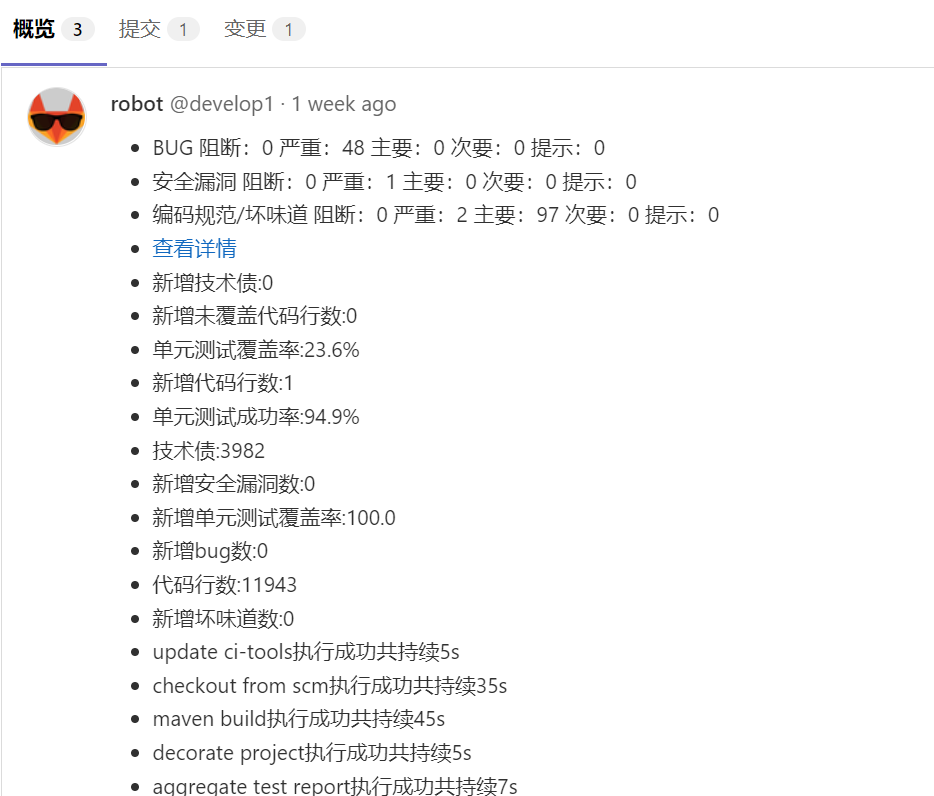 概览 3 提交 1 变更 1
robot @develop1 · 1 week ago
BUG 阻断：0 严重：48 主要：0 次要：0 提示：0
安全漏洞 阻断：0 严重：1 主要：0 次要：0 提示：0
编码规范/坏味道 阻断：0 严重：2 主要：97 次要：0 提示：0
查看详情
新增技术债:0
新增未覆盖代码行数:0
单元测试覆盖率:23.6%
新增代码行数:1
单元测试成功率:94.9%
技术债:3982
新增安全漏洞数:0
新增单元测试覆盖率:100.0
新增bug数:0
代码行数:11943
新增坏味道数:0
update ci-tools执行成功共持续5s
checkout from scm执行成功共持续35s
maven build执行成功共持续45s
decorate project执行成功共持续5s
aggregate test report执行成功共持续7s